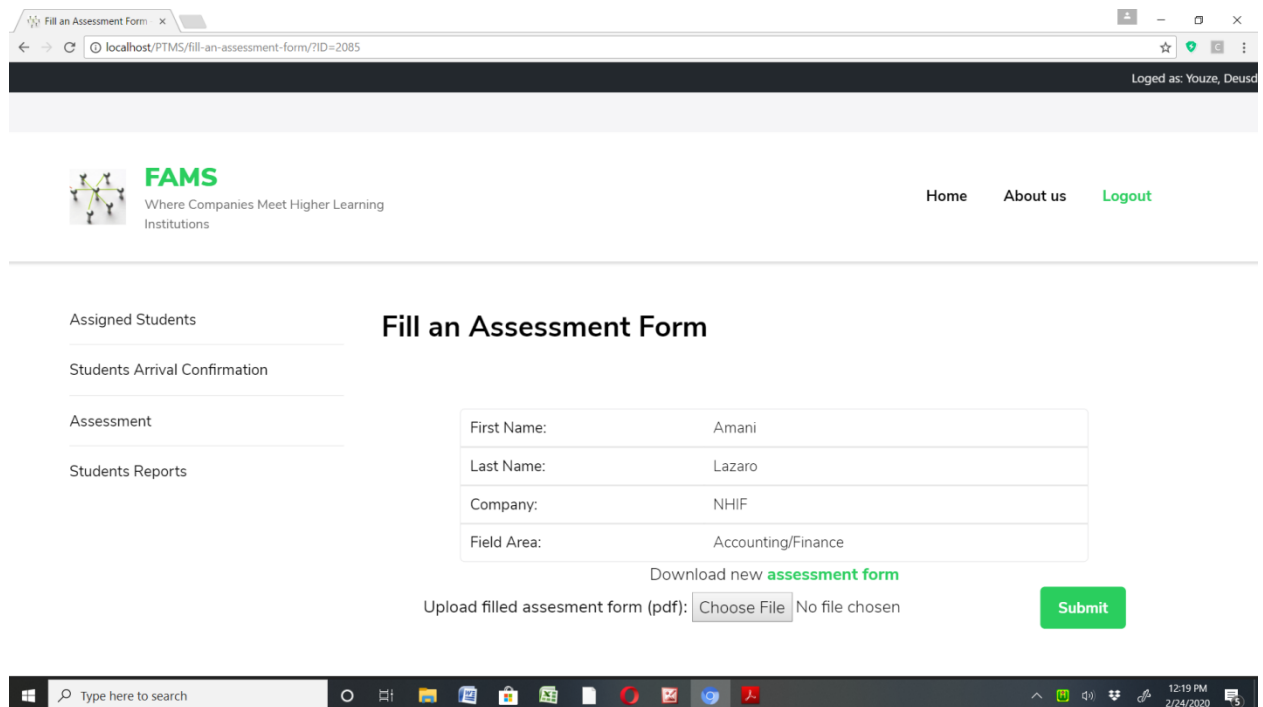 Fill an Assessment Form
localhost/PTMS/fill-an-assessment-form/?ID=2085
Loged as: Youze, Deusd
FAMS
Where Companies Meet Higher Learning
Institutions
Home About us Logout
Assigned Students
Students Arrival Confirmation
Assessment
Students Reports
Fill an Assessment Form
First Name: Amani
Last Name: Lazaro
Company: NHIF
Field Area: Accounting/Finance
Download new assessment form
Upload filled assesment form (pdf): Choose File No file chosen
Submit
Type here to search
12:19 PM
2/24/2020